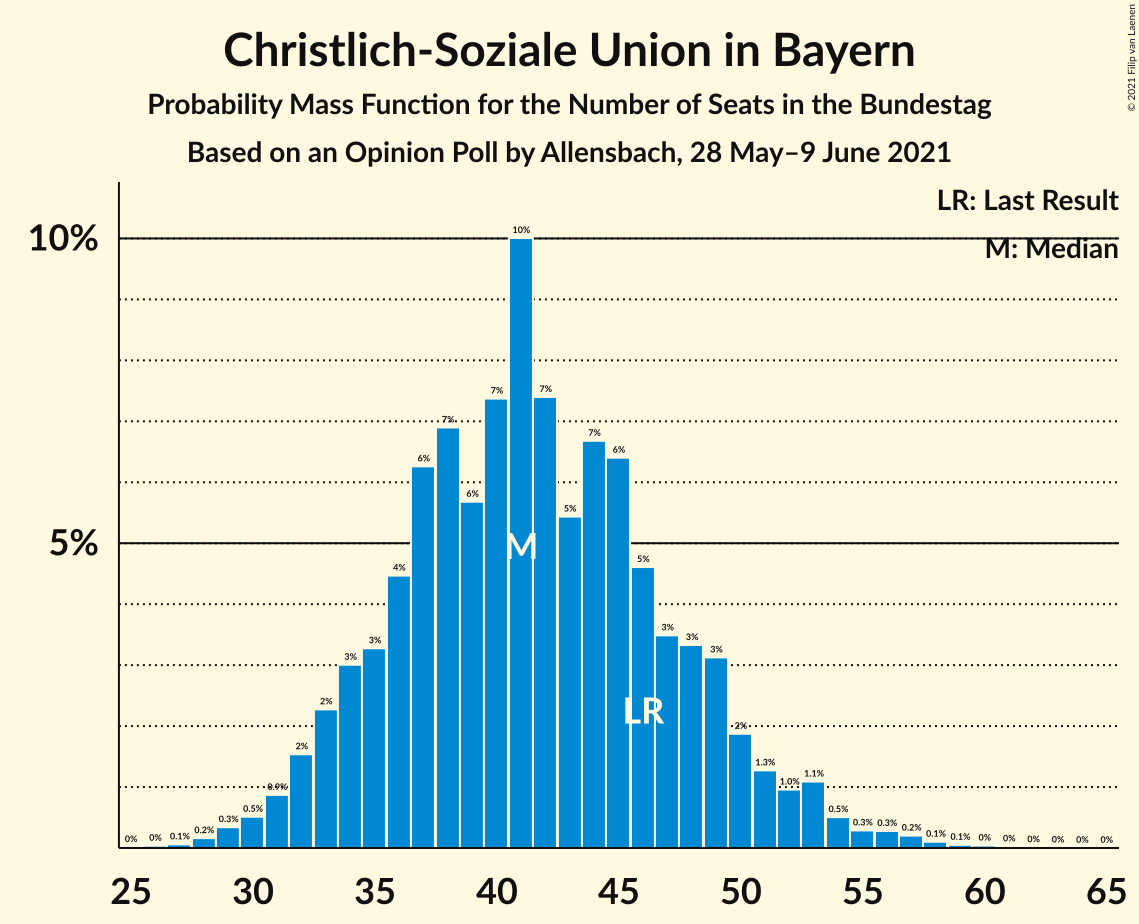 Christlich-Soziale Union in Bayern
Probability Mass Function for the Number of Seats in the Bundestag
Based on an Opinion Poll by Allensbach, 28 May–9 June 2021
© 2021 Filip van Laenen
LR: Last Result
M: Median
10%
5%
0% 0% 0.1% 0.2% 0.3% 0.5% 0.9% 2% 2% 3% 3% 4% 6% 7% 6% 7% 10% 7% 5% 7% 6% 5% 3% 3% 3% 2% 1.3% 1.0% 1.1% 0.5% 0.3% 0.3% 0.2% 0.1% 0.1% 0% 0% 0% 0% 0% 0%
M
LR
25 30 35 40 45 50 55 60 65